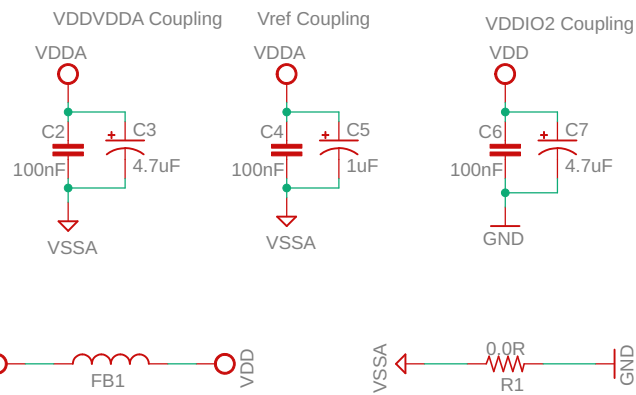 VDDVDDA Coupling
Vref Coupling
VDDIO2 Coupling
VDDA
VDDA
VDD
C2
C3
C4
C5
C6
C7
100nF
4.7uF
100nF
1uF
100nF
4.7uF
VSSA
VSSA
GND
FB1
VDD
VSSA
0.0R
R1
GND